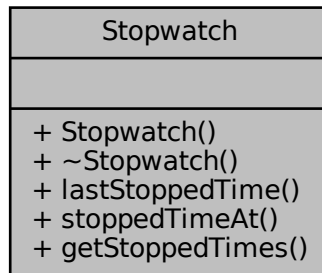 Stopwatch
+ Stopwatch()
+ ~Stopwatch()
+ lastStoppedTime()
+ stoppedTimeAt()
+ getStoppedTimes()